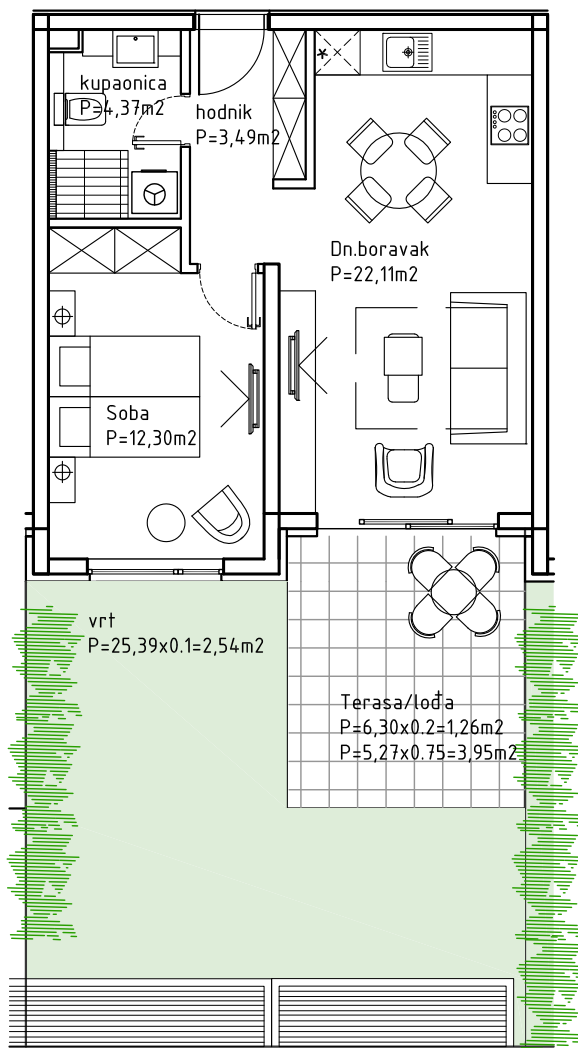 kupaonica
P=4,37m2
hodnik
P=3,49m2
Dn.boravak
P=22,11m2
Soba
P=12,30m2
vrt
P=25,39x0.1=2,54m2
Terasa/lođa
P=6,30x0.2=1,26m2
P=5,27x0.75=3,95m2